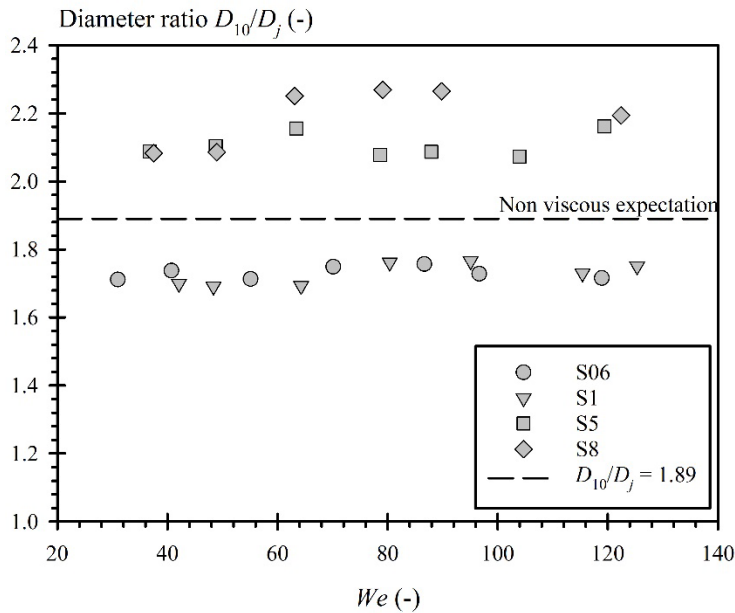 Diameter ratio D10/Dj (-)
2.4
2.2
2.0
Non viscous expectation
1.8
1.6
S06
S1
1.4
S5
S8
1.2
D10/Dj = 1.89
1.0
20 40 60 80 100 120 140
We (-)